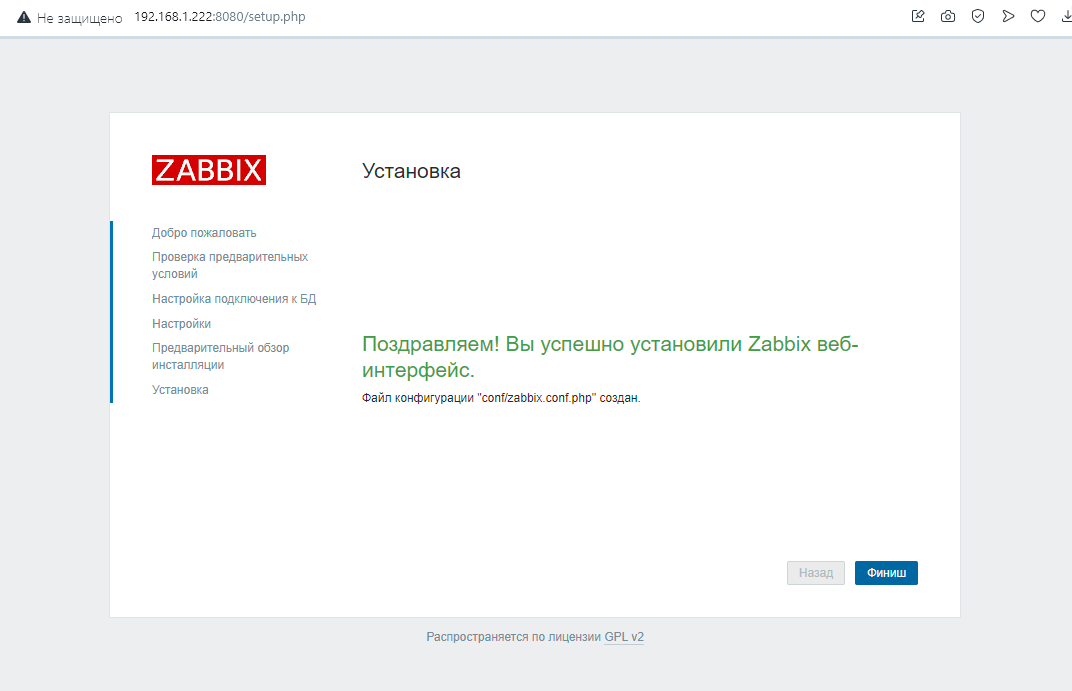 Не защищено 192.168.1.222:8080/setup.php
ZABBIX
Установка
Добро пожаловать
Проверка предварительных
условий
Настройка подключения к БД
Настройки
Предварительный обзор
инсталляции
Установка
Поздравляем! Вы успешно установили Zabbix веб-
интерфейс.
Файл конфигурации "conf/zabbix.conf.php" создан.
Назад
Финиш
Распространяется по лицензии GPL v2